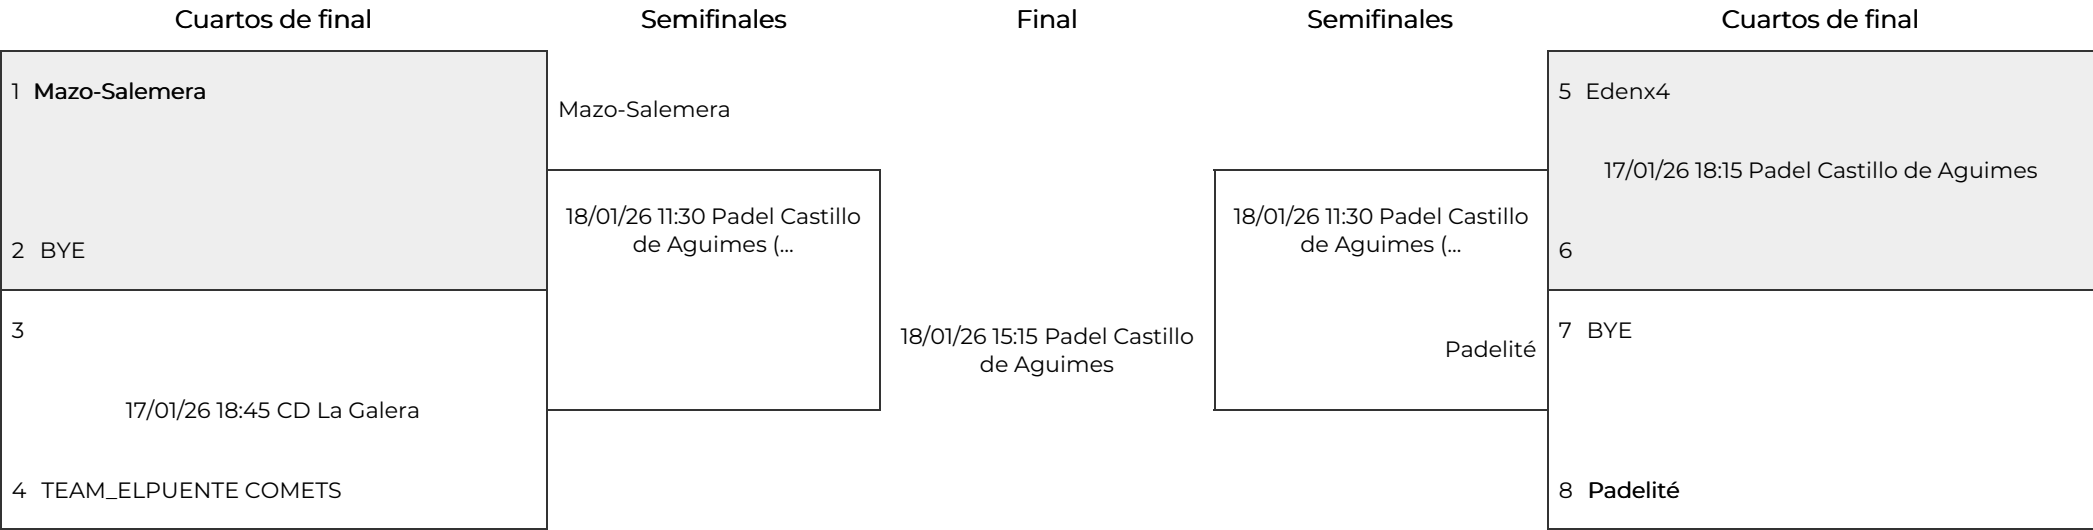 Cuartos de final
Semifinales
Final
Semifinales
Cuartos de final
1 Mazo-Salemera
2 BYE
3
17/01/26 18:45 CD La Galera
4 TEAM_ELPUENTE COMETS
Mazo-Salemera
18/01/26 11:30 Padel Castillo
de Aguimes (...
18/01/26 15:15 Padel Castillo
de Aguimes
18/01/26 11:30 Padel Castillo
de Aguimes (...
Padelité
5 Edenx4
17/01/26 18:15 Padel Castillo de Aguimes
6
7 BYE
8 Padelité